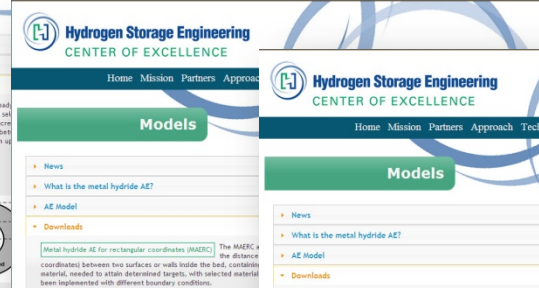 Hydrogen Storage Engineering
CENTER OF EXCELLENCE
Home Mission Partners
Models
News
What is the metal hydride AE?
AE Model
Downloads
Metal hydride AE for rectangular coordinates (MAERC) The MAERC
the distance
coordinates) between two surfaces or walls inside the bed, containing
material, needed to attain determined targets, with selected material
been implemented with different boundary conditions.
Hydrogen Storage Engineering
CENTER OF EXCELLENCE
Home Mission Partners Approach
Models
News
What is the metal hydride AE?
AE Model
Downloads